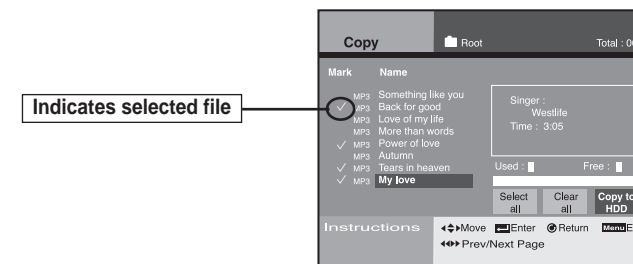 Copy
Root
Total : 0
Mark Name
MP3 Something like you
MP3 Back for good
MP3 Love of my life
MP3 More than words
MP3 Power of love
MP3 Autumn
MP3 Tears in heaven
MP3 My love
Indicates selected file
Singer :
Westlife
Time : 3:05
Used : Free :
Select all
Clear all
Copy to HDD
Instructions
Move Enter Return Menu E
Prev/Next Page